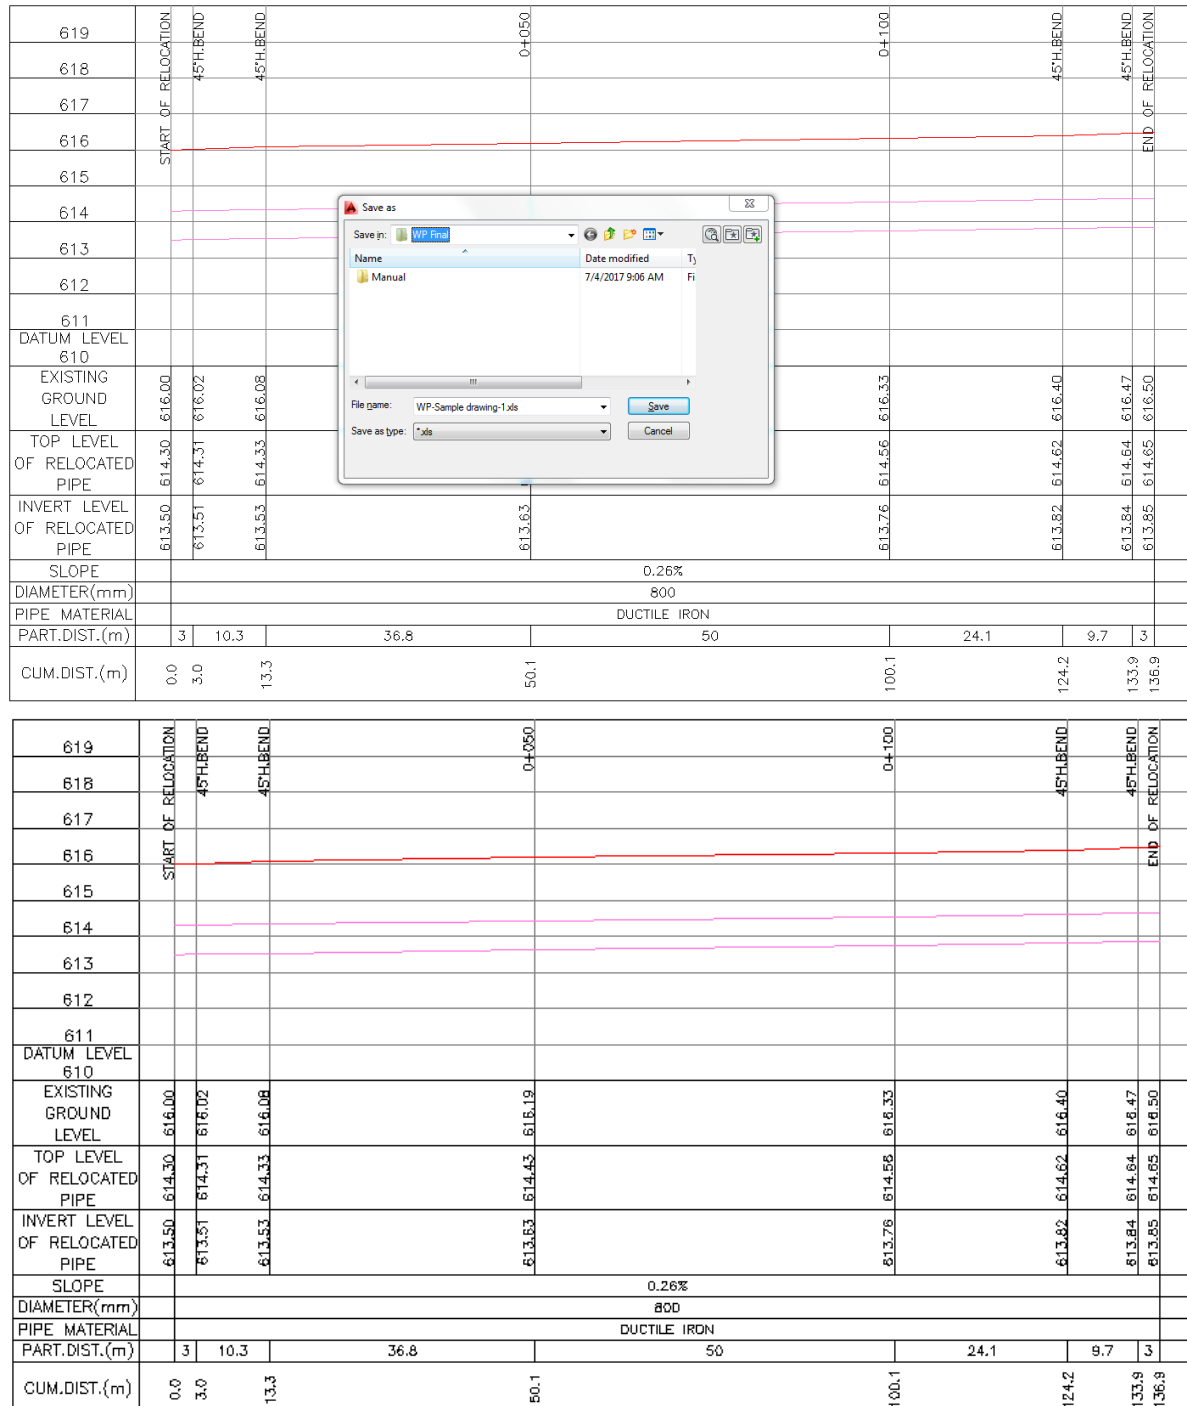 619
618
617
616
615
614
613
612
611
DATUM LEVEL
610
START OF RELOCATION
45°H.BEND
45°H.BEND
0+050
0+100
45°H.BEND
45°H.BEND
END OF RELOCATION
Save as
Save in: WP Final
Name Date modified Ty
Manual 7/4/2017 9:06 AM Fi
File name: WP-Sample drawing-1.xls Save
Save as type: *.xls Cancel
EXISTING
GROUND
LEVEL
616.00 616.02 616.08 616.33 616.40 616.47 616.50
TOP LEVEL
OF RELOCATED
PIPE
614.30 614.31 614.33 614.56 614.62 614.64 614.65
INVERT LEVEL
OF RELOCATED
PIPE
613.50 613.51 613.53 613.63 613.76 613.82 613.84 613.85
SLOPE 0.26%
DIAMETER(mm) 800
PIPE MATERIAL DUCTILE IRON
PART.DIST.(m) 3 10.3 36.8 50 24.1 9.7 3
CUM.DIST.(m) 0.0 3.0 13.3 50.1 100.1 124.2 133.9 136.9
619
618
617
616
615
614
613
612
611
DATUM LEVEL
610
START OF RELOCATION
45°H.BEND
45°H.BEND
0+050
0+100
45°H.BEND
45°H.BEND
END OF RELOCATION
EXISTING
GROUND
LEVEL
616.00 616.02 616.08 616.19 616.33 616.40 616.47 616.50
TOP LEVEL
OF RELOCATED
PIPE
614.30 614.31 614.33 614.43 614.56 614.62 614.64 614.65
INVERT LEVEL
OF RELOCATED
PIPE
613.50 613.51 613.53 613.63 613.76 613.82 613.84 613.85
SLOPE 0.26%
DIAMETER(mm) 800
PIPE MATERIAL DUCTILE IRON
PART.DIST.(m) 3 10.3 36.8 50 24.1 9.7 3
CUM.DIST.(m) 0.0 3.0 13.3 50.1 100.1 124.2 133.9 136.9